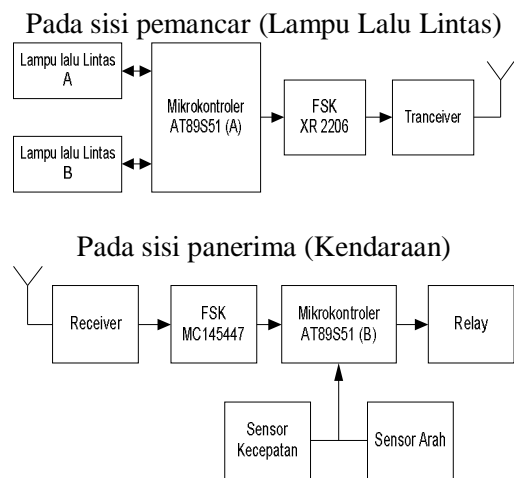 Pada sisi pemancar (Lampu Lalu Lintas)
Lampu lalu Lintas
A
Lampu lalu Lintas
B
Mikrokontroler
AT89S51 (A)
FSK
XR 2206
Tranceiver
Pada sisi panerima (Kendaraan)
Receiver
FSK
MC145447
Mikrokontroler
AT89S51 (B)
Relay
Sensor
Kecepatan
Sensor Arah